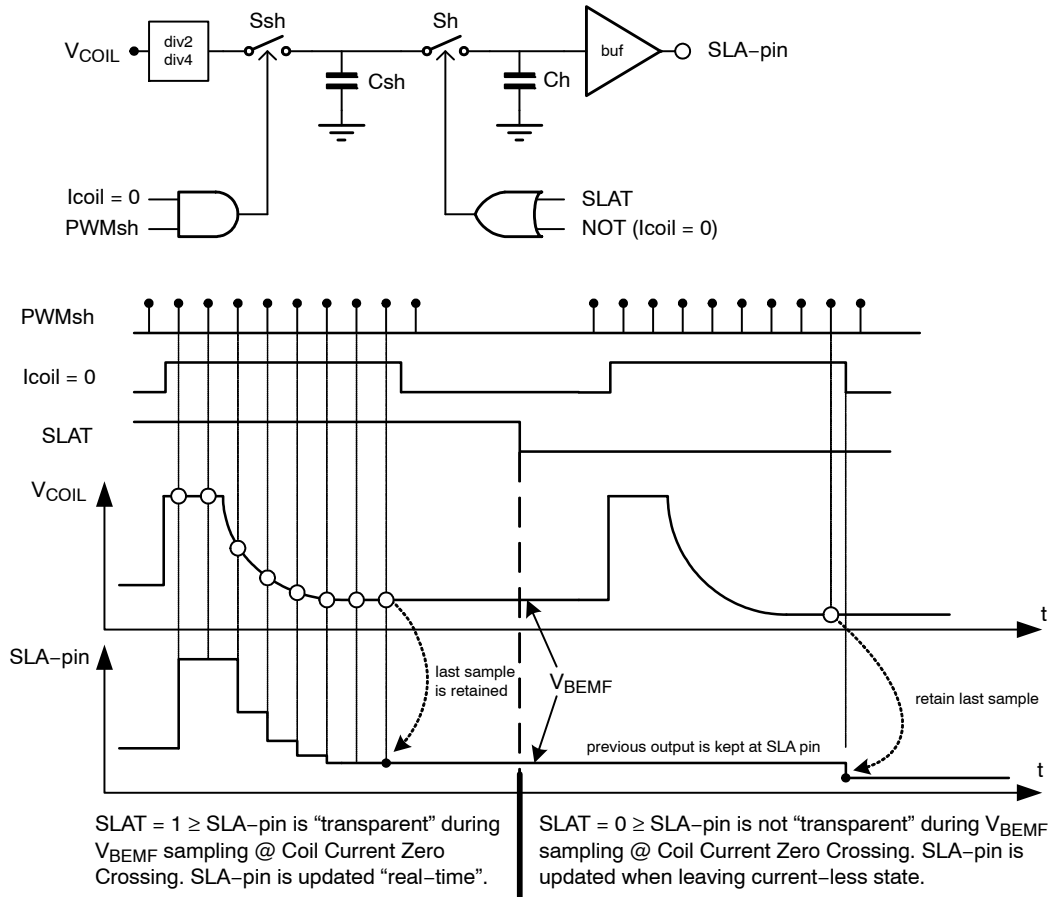 Ssh
Sh
VCOIL
div2
div4
buf
SLA−pin
Csh
Ch
Icoil = 0
PWMsh
SLAT
NOT (Icoil = 0)
PWMsh
Icoil = 0
SLAT
VCOIL
t
SLA−pin
last sample
is retained
VBEMF
retain last sample
previous output is kept at SLA pin
t
SLAT = 1 ≥ SLA−pin is “transparent” during
VBEMF sampling @ Coil Current Zero
Crossing. SLA−pin is updated “real−time”.
SLAT = 0 ≥ SLA−pin is not “transparent” during VBEMF
sampling @ Coil Current Zero Crossing. SLA−pin is
updated when leaving current−less state.